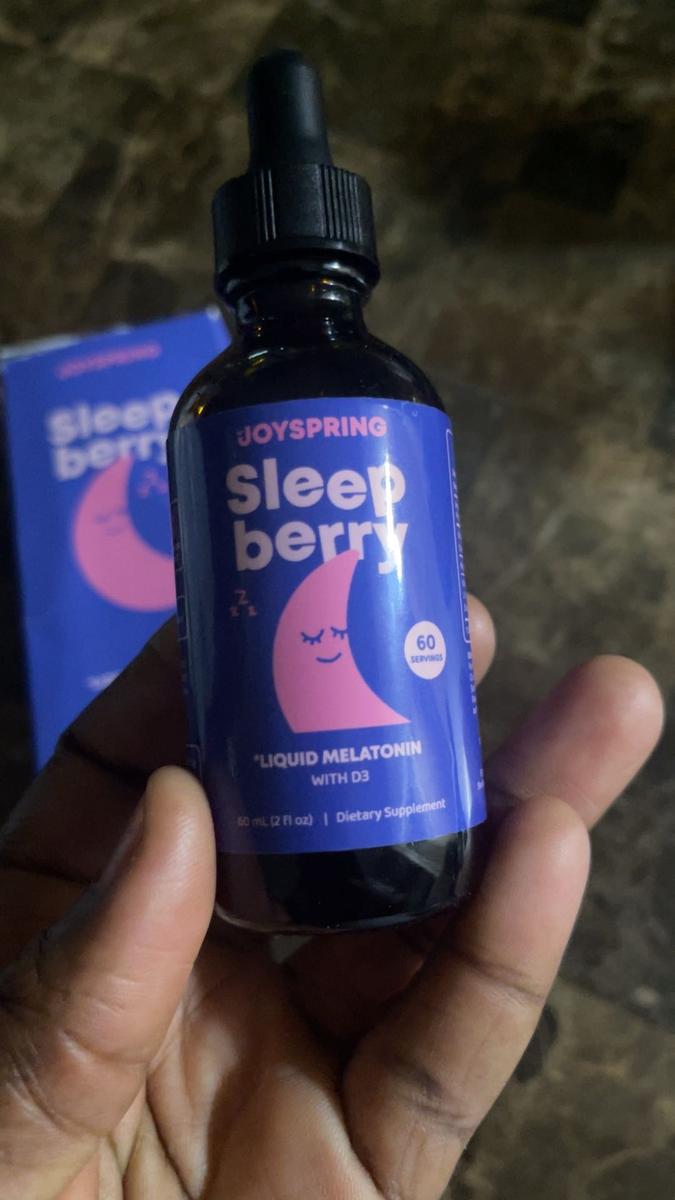 JOYSPRING
Sleep
berry
z z z
60
SERVINGS
*LIQUID MELATONIN
WITH D3
60 mL (2 fl oz) | Dietary Supplement
JOYSPRING
Sleep
berry